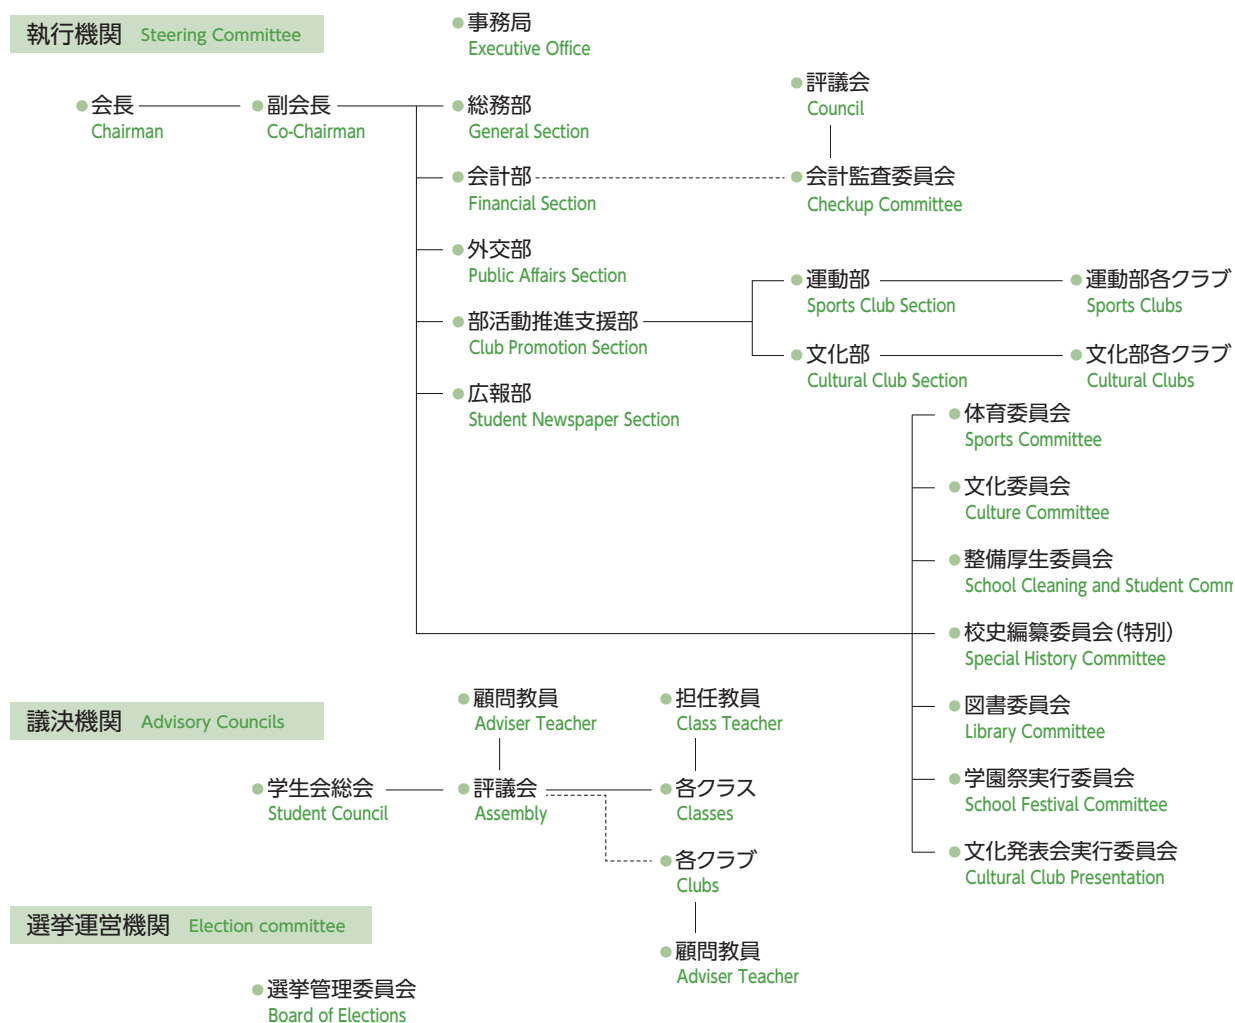 執行機関 Steering Committee
事務局
Executive Office
会長
Chairman
副会長
Co-Chairman
総務部
General Section
評議会
Council
会計部
Financial Section
会計監査委員会
Checkup Committee
外交部
Public Affairs Section
部活動推進支援部
Club Promotion Section
運動部
Sports Club Section
運動部各クラブ
Sports Clubs
文化部
Cultural Club Section
文化部各クラブ
Cultural Clubs
広報部
Student Newspaper Section
体育委員会
Sports Committee
文化委員会
Culture Committee
整備厚生委員会
School Cleaning and Student
校史編纂委員会(特別)
Special History Committee
図書委員会
Library Committee
学園祭実行委員会
School Festival Committee
文化発表会実行委員会
Cultural Club Presentation
議決機関 Advisory Councils
顧問教員
Adviser Teacher
担任教員
Class Teacher
学生会総会
Student Council
評議会
Assembly
各クラス
Classes
各クラブ
Clubs
顧問教員
Adviser Teacher
選挙運営機関 Election committee
選挙管理委員会
Board of Elections